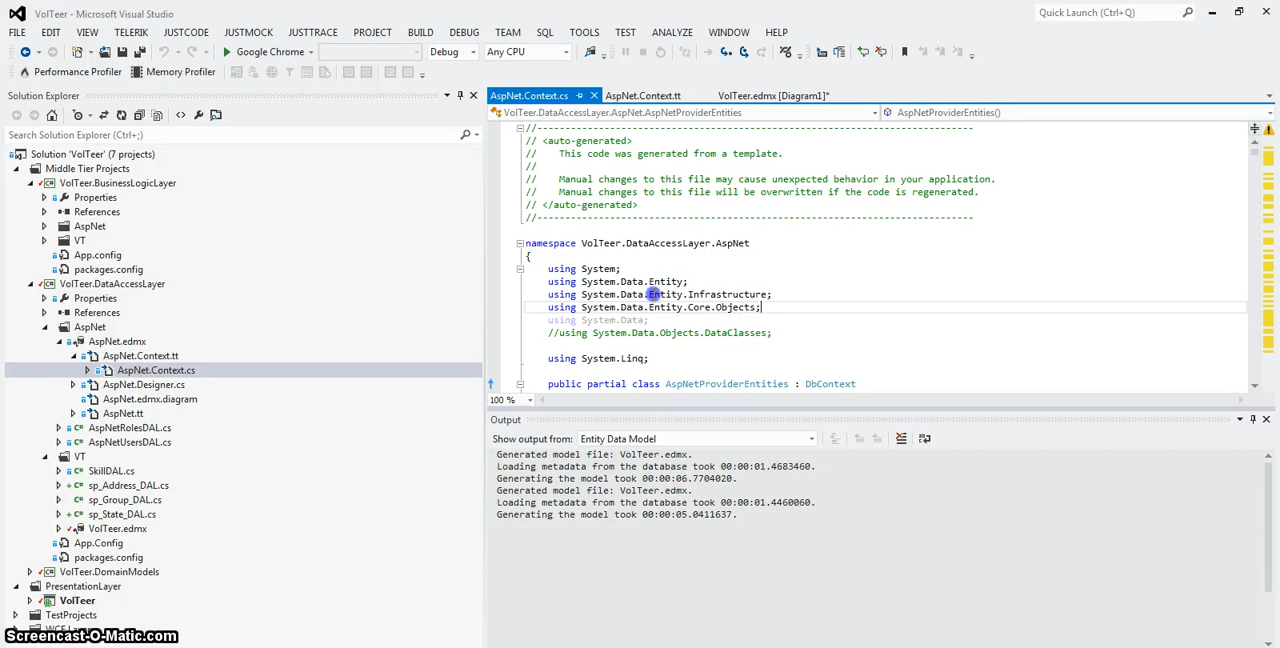 VolTeer - Microsoft Visual Studio
Quick Launch (Ctrl+Q)
FILE EDIT VIEW TELERIK JUSTCODE JUSTMOCK JUSTTRACE PROJECT BUILD DEBUG TEAM SQL TOOLS TEST ANALYZE WINDOW HELP
Google Chrome Debug Any CPU
Performance Profiler Memory Profiler
Solution Explorer
Search Solution Explorer (Ctrl+;)
Solution 'VolTeer' (7 projects)
Middle Tier Projects
VolTeer.BusinessLogicLayer
Properties
References
AspNet
VT
App.config
packages.config
VolTeer.DataAccessLayer
Properties
References
AspNet
AspNet.edmx
AspNet.Context.tt
AspNet.Context.cs
AspNet.Designer.cs
AspNet.edmx.diagram
AspNet.tt
AspNetRolesDAL.cs
AspNetUsersDAL.cs
VT
SkillDAL.cs
sp_Address_DAL.cs
sp_Group_DAL.cs
sp_State_DAL.cs
VolTeer.edmx
App.Config
packages.config
VolTeer.DomainModels
PresentationLayer
VolTeer
TestProjects
Screencast-O-Matic.com
AspNet.Context.cs AspNet.Context.tt VolTeer.edmx [Diagram1]*
VolTeer.DataAccessLayer.AspNet.AspNetProviderEntities AspNetProviderEntities()
//------------------------------------------------------------------------------
// <auto-generated>
// This code was generated from a template.
//
// Manual changes to this file may cause unexpected behavior in your application.
// Manual changes to this file will be overwritten if the code is regenerated.
// </auto-generated>
//------------------------------------------------------------------------------
namespace VolTeer.DataAccessLayer.AspNet
{
using System;
using System.Data.Entity;
using System.Data.Entity.Infrastructure;
using System.Data.Entity.Core.Objects;
using System.Data;
//using System.Data.Objects.DataClasses;
using System.Linq;
public partial class AspNetProviderEntities : DbContext
100 %
Output
Show output from: Entity Data Model
Generated model file: VolTeer.edmx.
Loading metadata from the database took 00:00:01.4683460.
Generating the model took 00:00:06.7704020.
Generated model file: VolTeer.edmx.
Loading metadata from the database took 00:00:01.4460060.
Generating the model took 00:00:05.0411637.